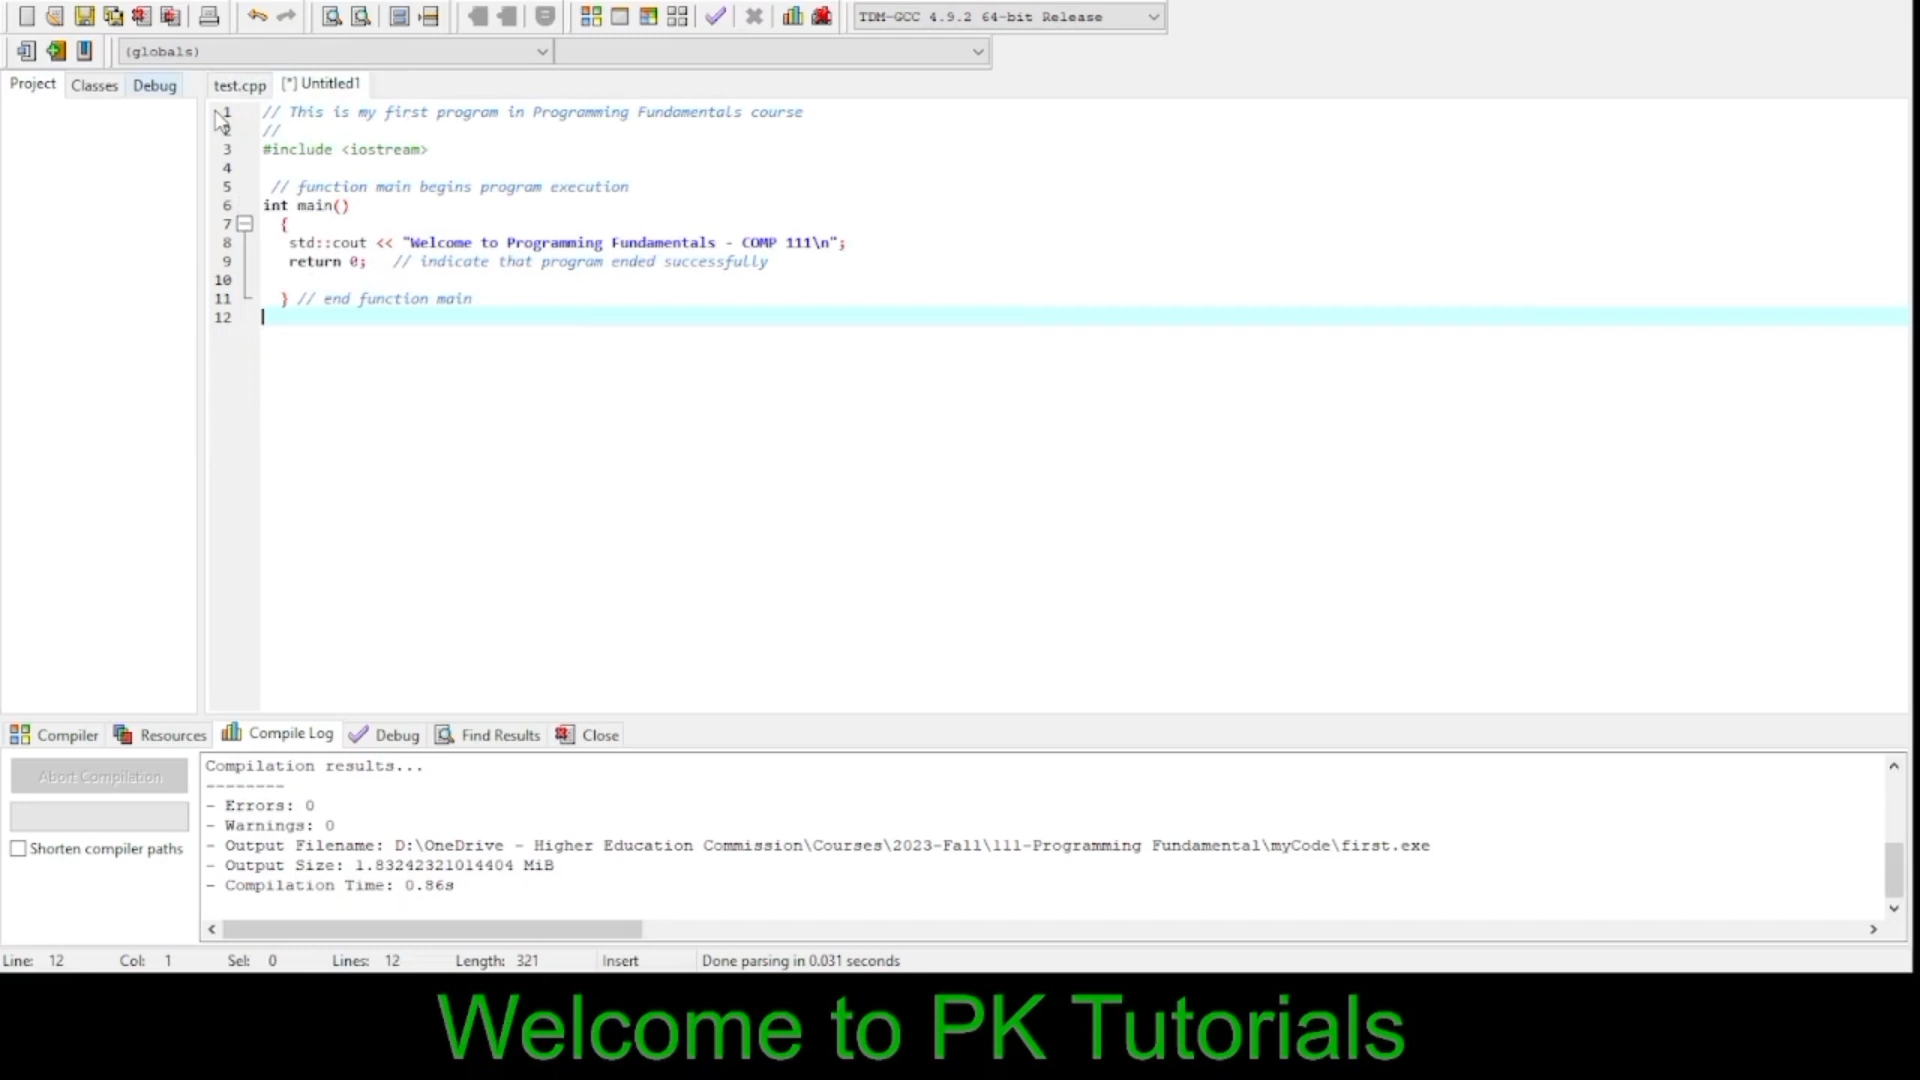 TDM-GCC 4.9.2 64-bit Release
(globals)
Project Classes Debug test.cpp [*] Untitled1
1 // This is my first program in Programming Fundamentals course
2 //
3 #include <iostream>
4
5 // function main begins program execution
6 int main()
7 {
8 std::cout << "Welcome to Programming Fundamentals - COMP 111\n";
9 return 0; // indicate that program ended successfully
10
11 } // end function main
12
Compiler Resources Compile Log Debug Find Results Close
Abort Compilation
Shorten compiler paths
Compilation results...
--------
- Errors: 0
- Warnings: 0
- Output Filename: D:\OneDrive - Higher Education Commission\Courses\2023-Fall\111-Programming Fundamental\myCode\first.exe
- Output Size: 1.83242321014404 MiB
- Compilation Time: 0.86s
Line: 12 Col: 1 Sel: 0 Lines: 12 Length: 321 Insert Done parsing in 0.031 seconds
Welcome to PK Tutorials